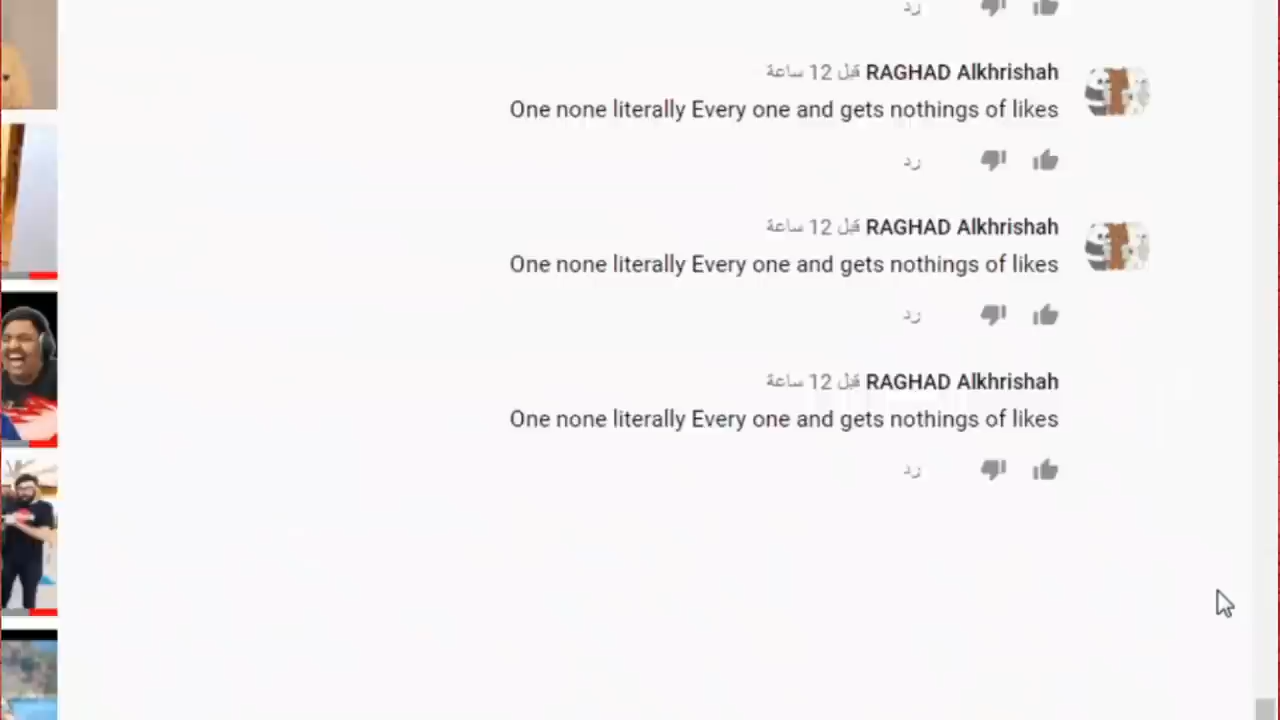 رد
RAGHAD Alkhrishah قبل 12 ساعة
One none literally Every one and gets nothings of likes
رد
RAGHAD Alkhrishah قبل 12 ساعة
One none literally Every one and gets nothings of likes
رد
RAGHAD Alkhrishah قبل 12 ساعة
One none literally Every one and gets nothings of likes
رد